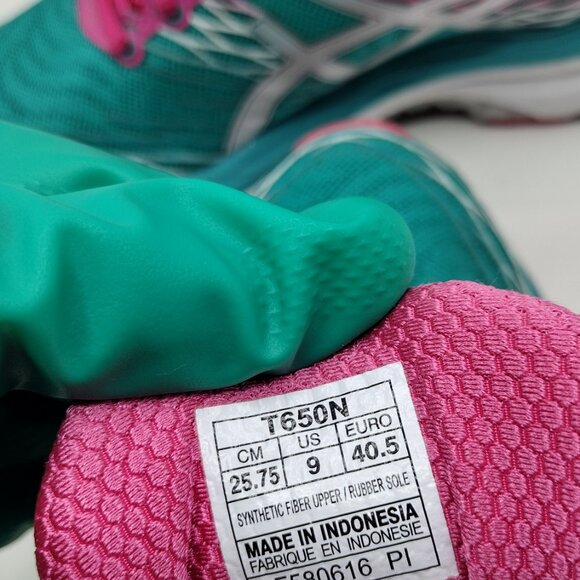 T650N
CM US EURO
25.75 9 40.5
SYNTHETIC FIBER UPPER / RUBBER SOLE
MADE IN INDONESiA
FABRIQUE EN INDONESIE
580616 PI